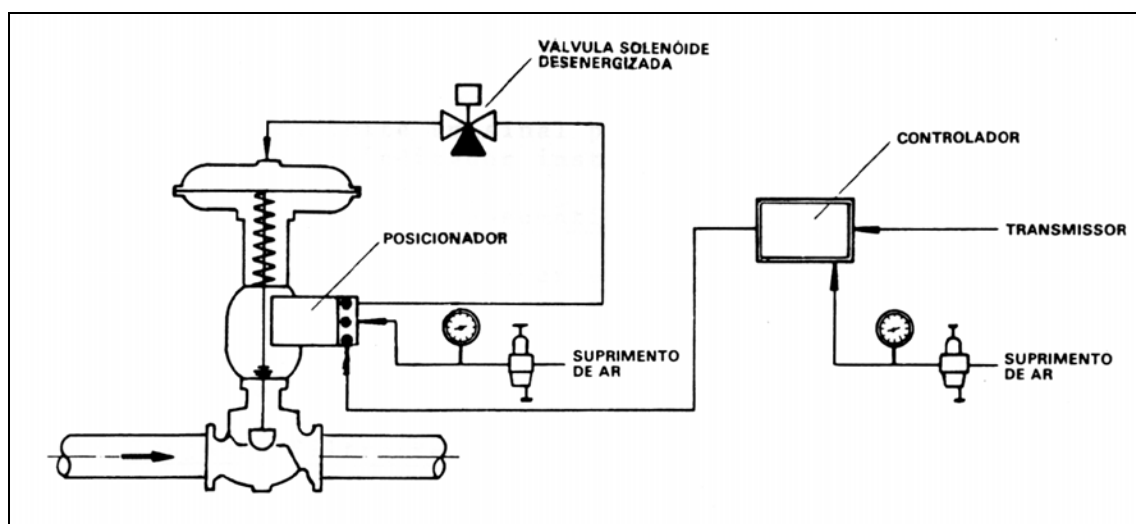 VÁLVULA SOLENÓIDE
DESENERGIZADA
CONTROLADOR
TRANSMISSOR
POSICIONADOR
SUPRIMENTO
DE AR
SUPRIMENTO
DE AR